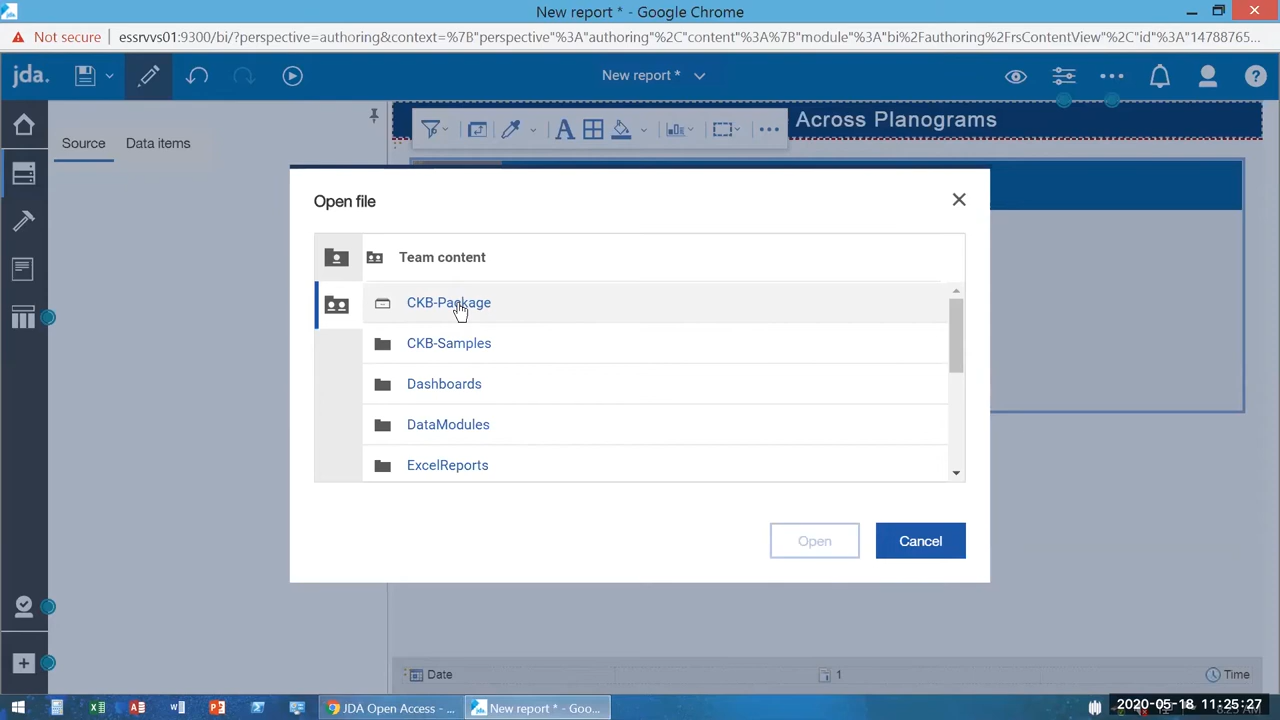 New report * - Google Chrome
Not secure
essrvvs01:9300/bi/?perspective=authoring&context=%7B"perspective"%3A"authoring"%2C"content"%3A%7B"module"%3A"bi%2Fauthoring%2FrsContentView"%2C"id"%3A"14788765...
jda.
New report *
Source
Data items
Across Planograms
Open file
Team content
CKB-Package
CKB-Samples
Dashboards
DataModules
ExcelReports
Open
Cancel
Date
1
Time
JDA Open Access - ...
New report * - Goo...
2020-05-18 11:25:27